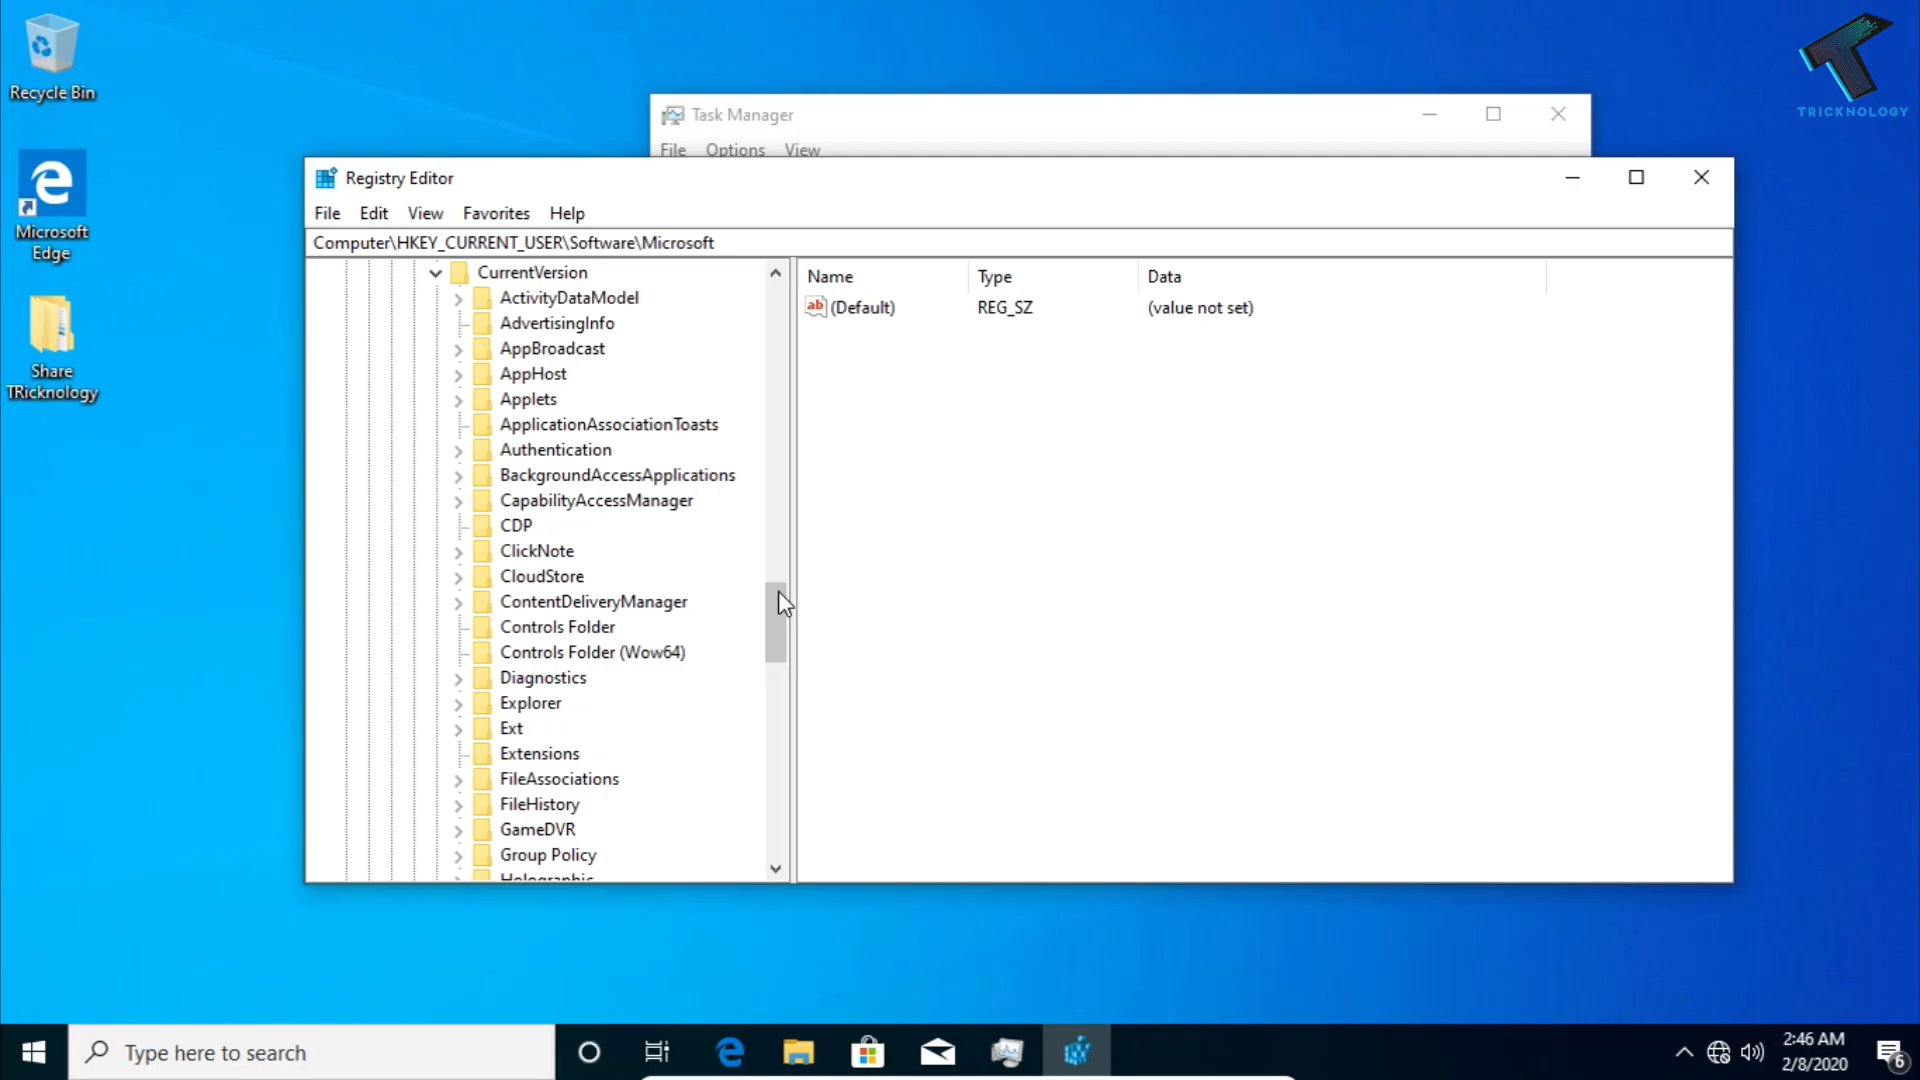 Recycle Bin
Microsoft
Edge
Share
TRicknology
TRICKNOLOGY
Task Manager
File Options View
Registry Editor
File Edit View Favorites Help
Computer\HKEY_CURRENT_USER\Software\Microsoft
CurrentVersion
ActivityDataModel
AdvertisingInfo
AppBroadcast
AppHost
Applets
ApplicationAssociationToasts
Authentication
BackgroundAccessApplications
CapabilityAccessManager
CDP
ClickNote
CloudStore
ContentDeliveryManager
Controls Folder
Controls Folder (Wow64)
Diagnostics
Explorer
Ext
Extensions
FileAssociations
FileHistory
GameDVR
Group Policy
Holographic
Name Type Data
ab (Default) REG_SZ (value not set)
Type here to search
2:46 AM
2/8/2020
6